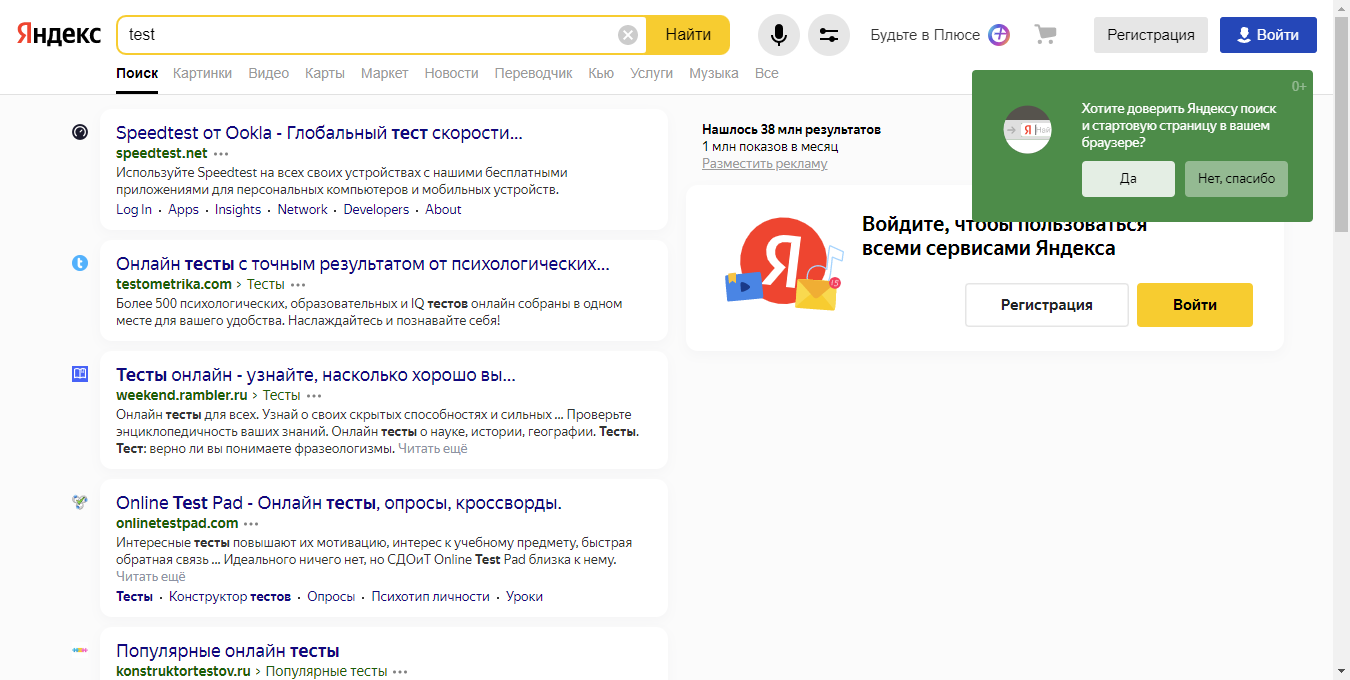 Яндекс
test
Найти
Будьте в Плюсе
Регистрация
Войти
Поиск Картинки Видео Карты Маркет Новости Переводчик Кью Услуги Музыка Все
0+
Хотите доверить Яндексу поиск
и стартовую страницу в вашем
браузере?
Да
Нет, спасибо
Speedtest от Ookla - Глобальный тест скорости...
speedtest.net
Используйте Speedtest на всех своих устройствах с нашими бесплатными
приложениями для персональных компьютеров и мобильных устройств.
Log In · Apps · Insights · Network · Developers · About
Онлайн тесты с точным результатом от психологических...
testometrika.com › Тесты
Более 500 психологических, образовательных и IQ тестов онлайн собраны в одном
месте для вашего удобства. Наслаждайтесь и познавайте себя!
Тесты онлайн - узнайте, насколько хорошо вы...
weekend.rambler.ru › Тесты
Онлайн тесты для всех. Узнай о своих скрытых способностях и сильных ... Проверьте
энциклопедичность ваших знаний. Онлайн тесты о науке, истории, географии. Тесты.
Тест: верно ли вы понимаете фразеологизмы. Читать ещё
Online Test Pad - Онлайн тесты, опросы, кроссворды.
onlinetestpad.com
Интересные тесты повышают их мотивацию, интерес к учебному предмету, быстрая
обратная связь ... Идеального ничего нет, но СДОиТ Online Test Pad близка к нему.
Читать ещё
Тесты · Конструктор тестов · Опросы · Психотип личности · Уроки
Популярные онлайн тесты
konstruktortestov.ru › Популярные тесты
Нашлось 38 млн результатов
1 млн показов в месяц
Разместить рекламу
Я
15
Войдите, чтобы пользоваться
всеми сервисами Яндекса
Регистрация
Войти